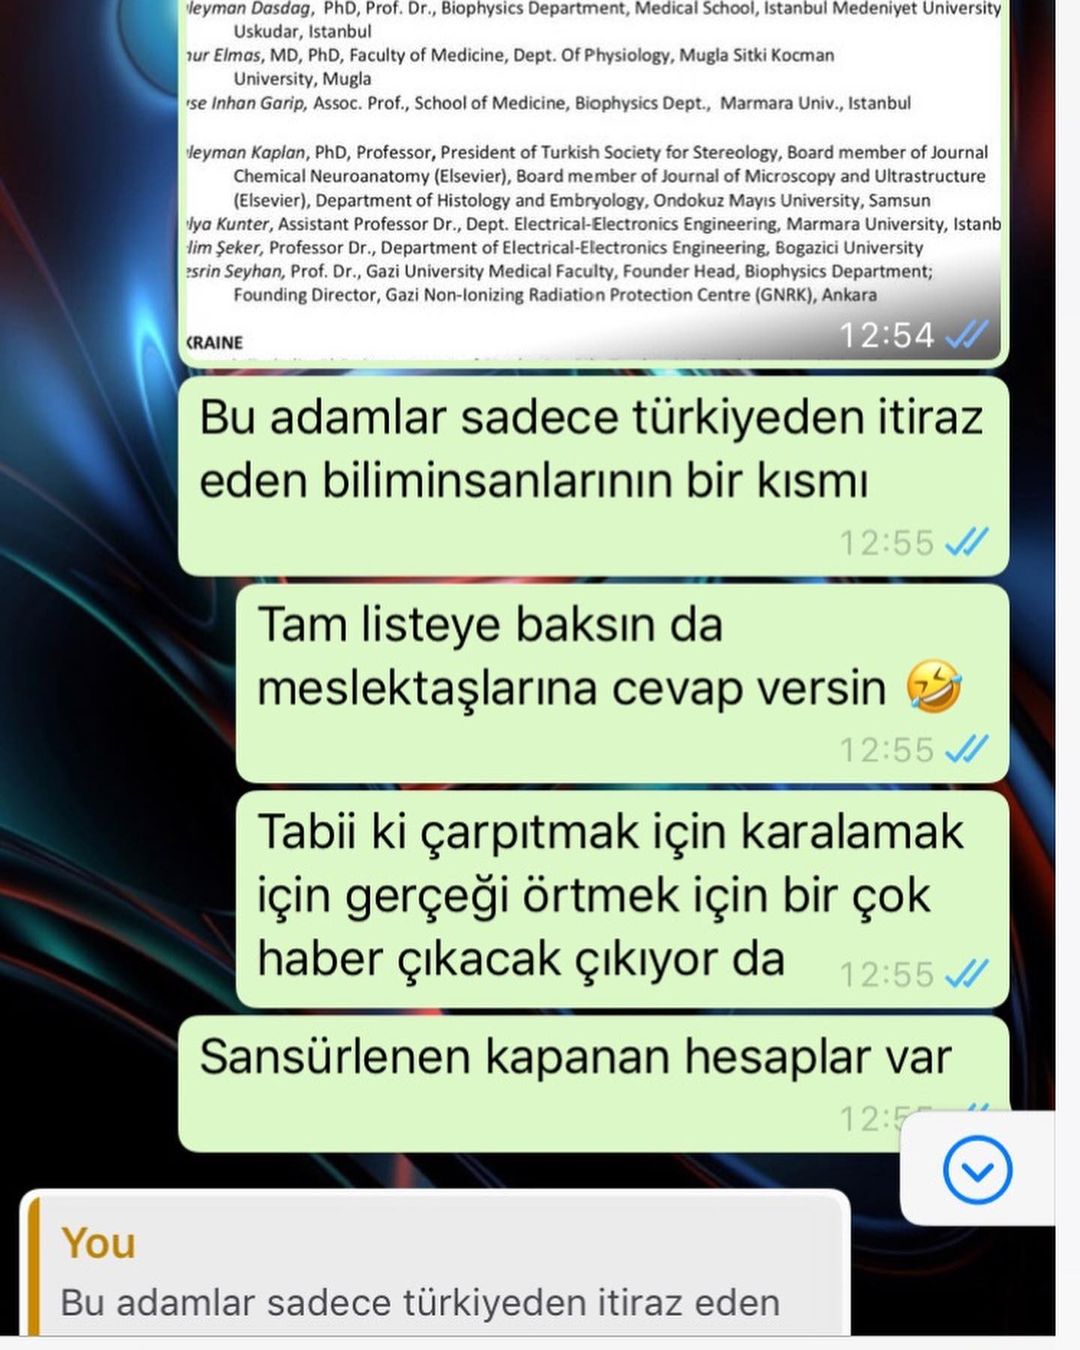 leyman Dasdag, PhD, Prof. Dr., Biophysics Department, Medical School, Istanbul Medeniyet University
Uskudar, Istanbul
nur Elmas, MD, PhD, Faculty of Medicine, Dept. Of Physiology, Mugla Sitki Kocman
University, Mugla
se Inhan Garip, Assoc. Prof., School of Medicine, Biophysics Dept., Marmara Univ., Istanbul
leyman Kaplan, PhD, Professor, President of Turkish Society for Stereology, Board member of Journal
Chemical Neuroanatomy (Elsevier), Board member of Journal of Microscopy and Ultrastructure
(Elsevier), Department of Histology and Embryology, Ondokuz Mayıs University, Samsun
lya Kunter, Assistant Professor Dr., Dept. Electrical-Electronics Engineering, Marmara University, Istanb
lim Şeker, Professor Dr., Department of Electrical-Electronics Engineering, Bogazici University
esrin Seyhan, Prof. Dr., Gazi University Medical Faculty, Founder Head, Biophysics Department;
Founding Director, Gazi Non-Ionizing Radiation Protection Centre (GNRK), Ankara
KRAINE
12:54
Bu adamlar sadece türkiyeden itiraz
eden biliminsanlarının bir kısmı
12:55
Tam listeye baksın da
meslektaşlarına cevap versin 🤣
12:55
Tabii ki çarpıtmak için karalamak
için gerçeği örtmek için bir çok
haber çıkacak çıkıyor da 12:55
Sansürlenen kapanan hesaplar var
You
Bu adamlar sadece türkiyeden itiraz eden